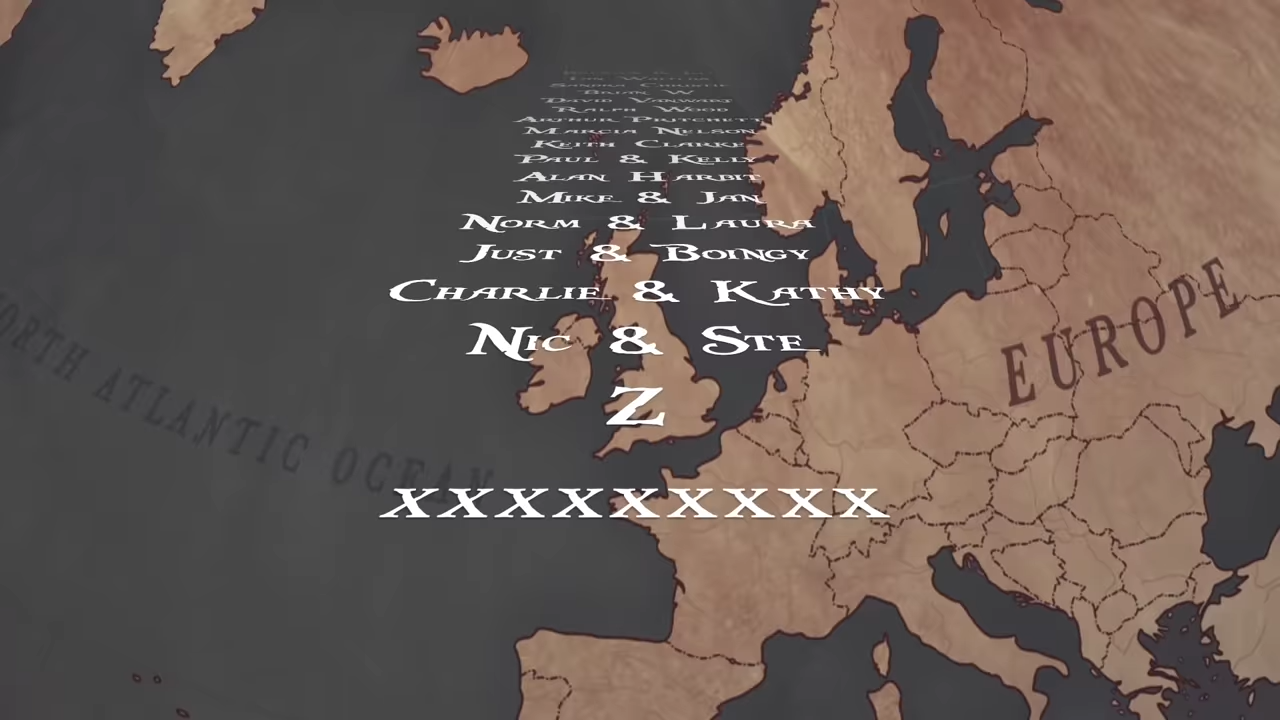 Sandra Charlie
Brian W
David Vanwart
Ralph Wood
Arthur Pritchett
Marcia Nelson
Keith Clarke
Paul & Kelly
Alan Harbit
Mike & Jan
Norm & Laura
Just & Boingy
Charlie & Kathy
Nic & Ste
Z
XXXXXXXXX
EUROPE
NORTH ATLANTIC OCEAN